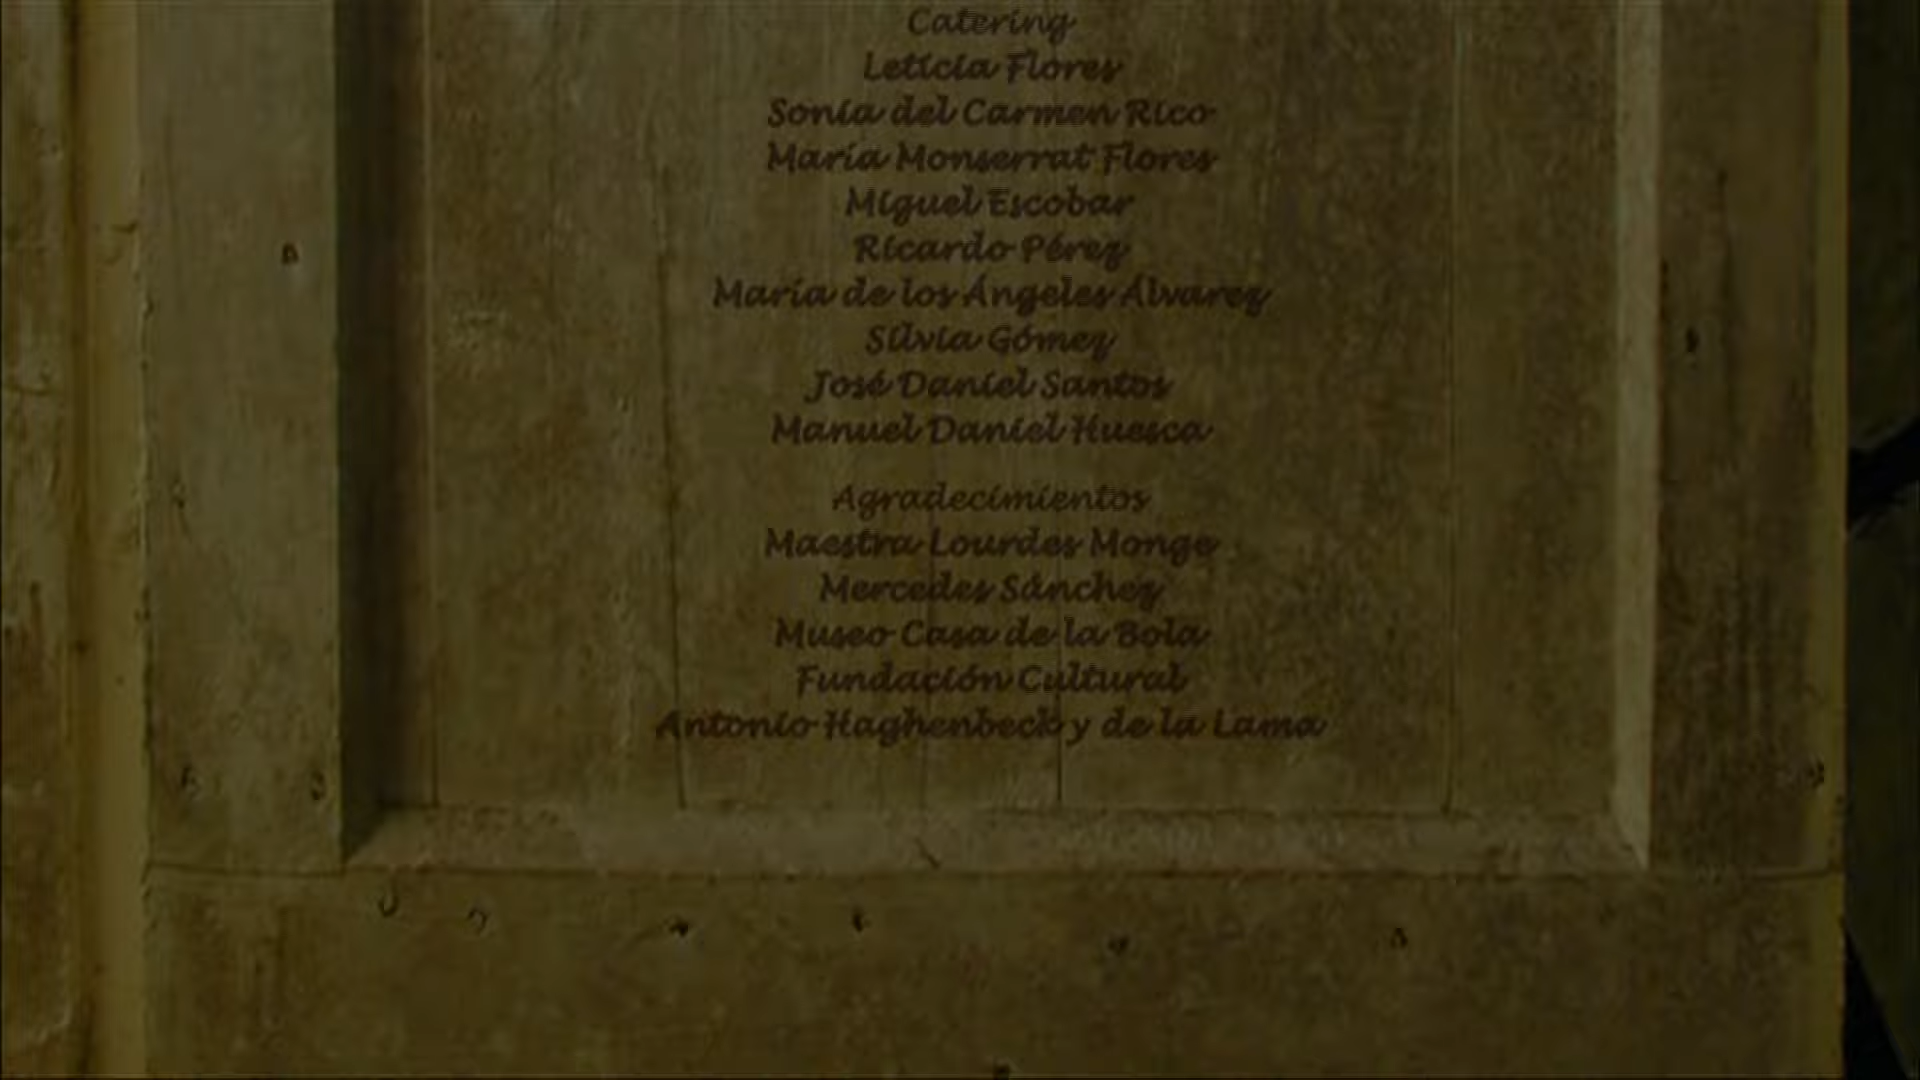 Catering
Leticia Flores
Sonia del Carmen Rico
María Monserrat Flores
Miguel Escobar
Ricardo Pérez
María de los Ángeles Álvarez
Silvia Gómez
José Daniel Santos
Manuel Daniel Huesca
Agradecimientos
Maestra Lourdes Monge
Mercedes Sánchez
Museo Casa de la Bola
Fundación Cultural
Antonio Haghenbeck y de la Lama